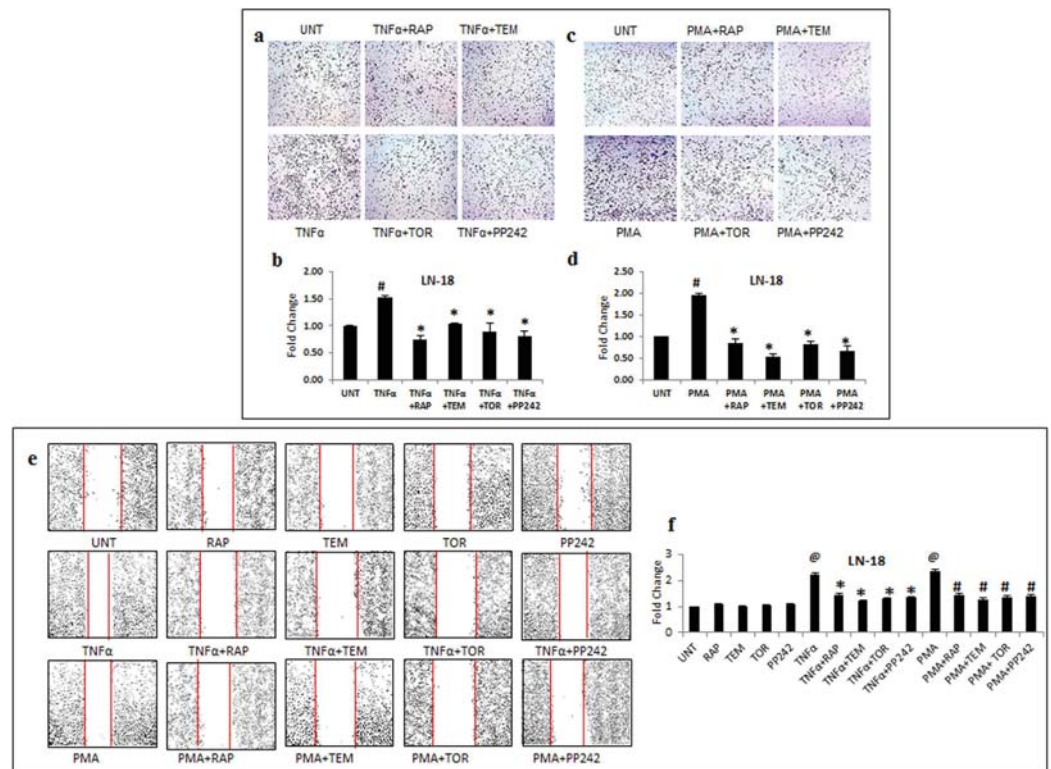 a
UNT TNFα+RAP TNFα+TEM
TNFα TNFα+TOR TNFα+PP242
c
UNT PMA+RAP PMA+TEM
PMA PMA+TOR PMA+PP242
b
LN-18
Fold Change
2.00
1.50
1.00
0.50
0.00
# * * * *
UNT TNFα TNFα +RAP TNFα +TEM TNFα +TOR TNFα +PP242
d
LN-18
Fold Change
2.50
2.00
1.50
1.00
0.50
0.00
# * * * *
UNT PMA PMA +RAP PMA +TEM PMA +TOR PMA +PP242
e
UNT RAP TEM TOR PP242
TNFα TNFα+RAP TNFα+TEM TNFα+TOR TNFα+PP242
PMA PMA+RAP PMA+TEM PMA+TOR PMA+PP242
f
LN-18
Fold Change
3
2
1
0
@ * * * * @ # # # #
UNT RAP TEM TOR PP242 TNFα TNFα+RAP TNFα+TEM TNFα+TOR TNFα+PP242 PMA PMA+RAP PMA+TEM PMA+ TOR PMA+PP242